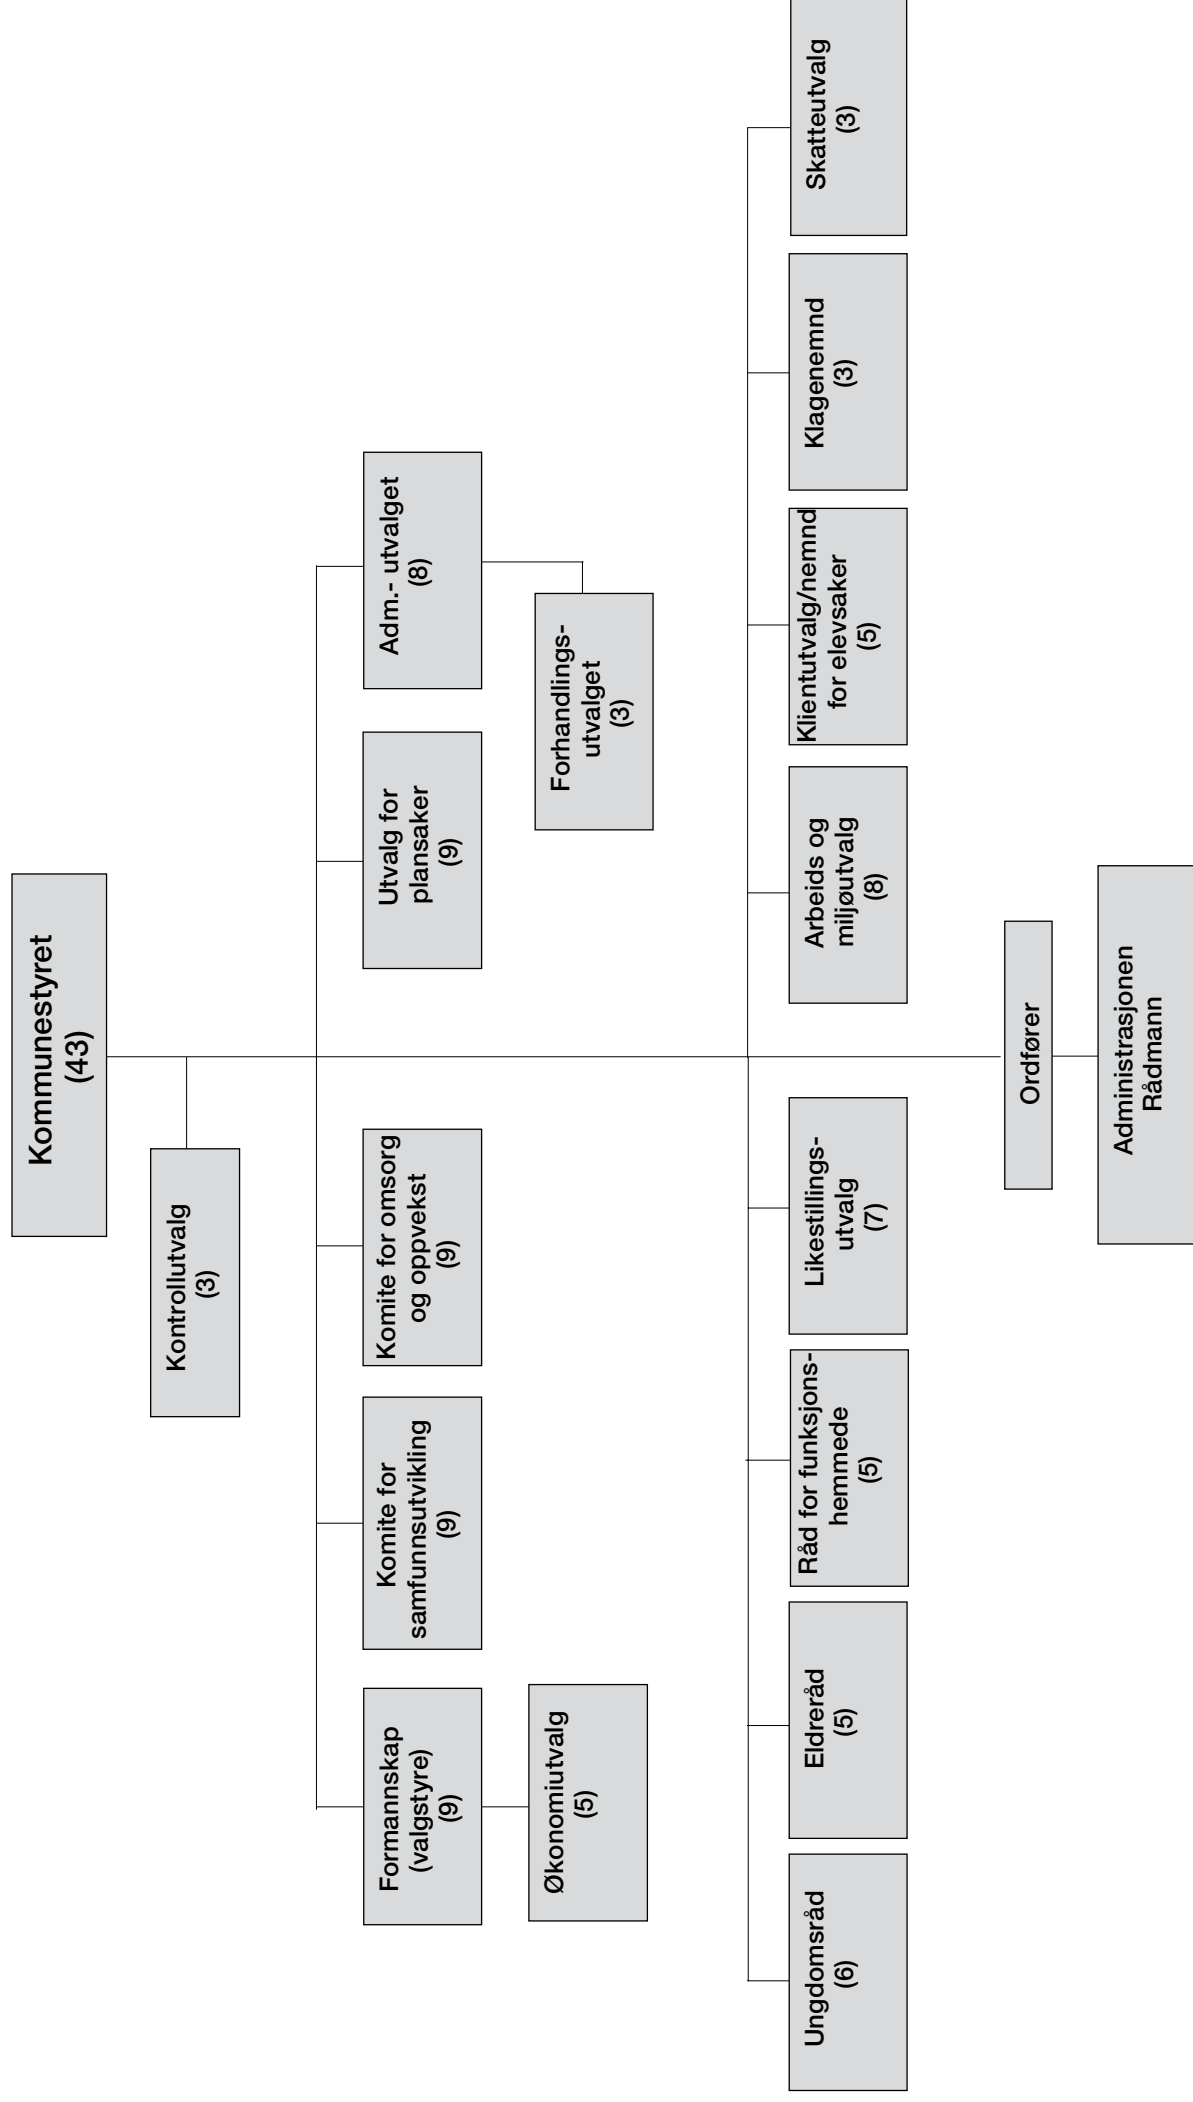 Kommunestyret
(43)
Kontrollutvalg
(3)
Formannskap
(valgstyre)
(9)
Komite for
samfunnsutvikling
(9)
Komite for omsorg
og oppvekst
(9)
Utvalg for
plansaker
(9)
Adm.- utvalget
(8)
Økonomiutvalg
(5)
Forhandlings-
utvalget
(3)
Ungdomsråd
(6)
Eldreråd
(5)
Råd for funksjons-
hemmede
(5)
Likestillings-
utvalg
(7)
Arbeids og
miljøutvalg
(8)
Klientutvalg/nemnd
for elevsaker
(5)
Klagenemnd
(3)
Skatteutvalg
(3)
Ordfører
Administrasjonen
Rådmann